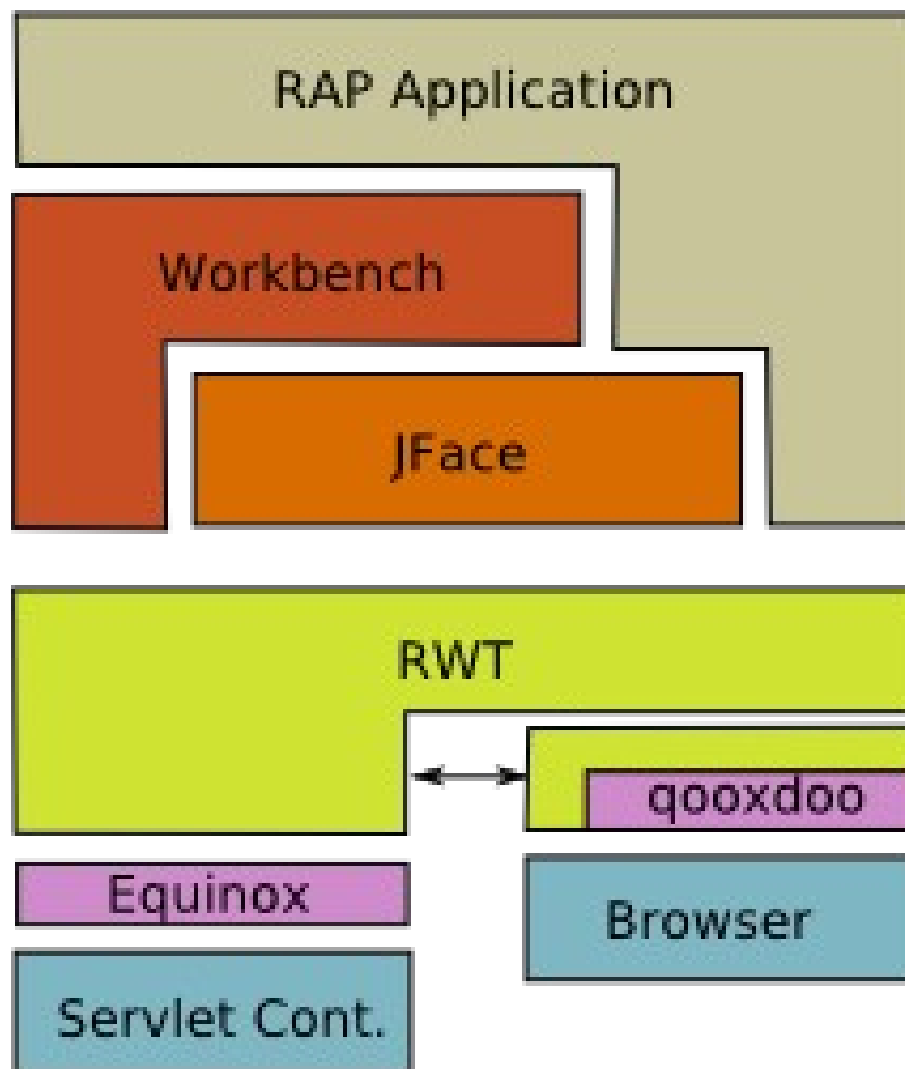 RAP Application
Workbench
JFace
RWT
qooxdoo
Equinox
Browser
Servlet Cont.